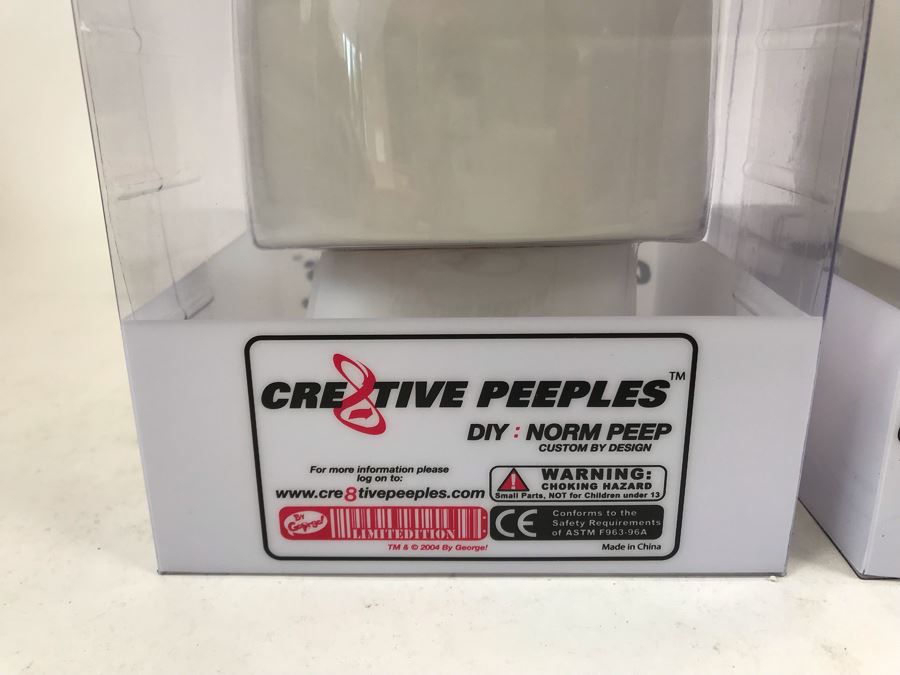 CRE8TIVE PEEPLES™
DIY : NORM PEEP
CUSTOM BY DESIGN
For more information please
log on to:
www.cre8tivepeeples.com
WARNING:
CHOKING HAZARD
Small Parts, NOT for Children under 13
By George!
LIMITEDITION
CE
Conforms to the
Safety Requirements
of ASTM F963-96A
TM & © 2004 By George!
Made in China